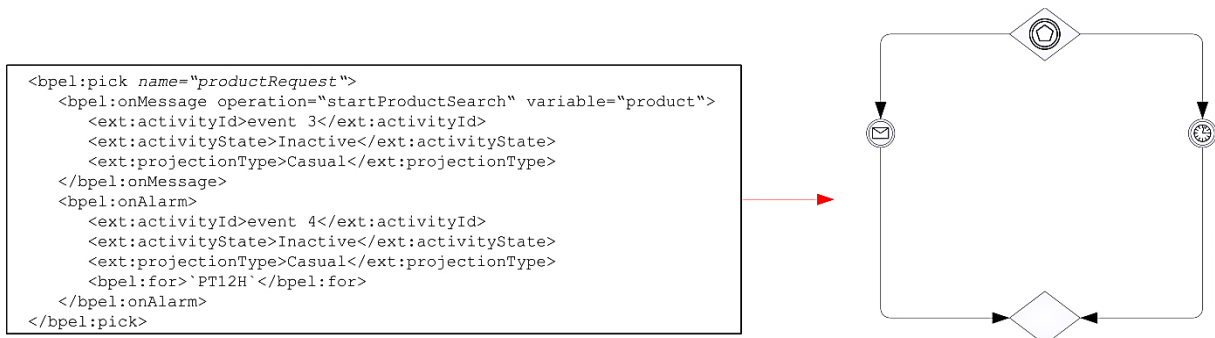 <bpel:pick name=“productRequest“>
<bpel:onMessage operation=“startProductSearch“ variable=“product“>
<ext:activityId>event 3</ext:activityId>
<ext:activityState>Inactive</ext:activityState>
<ext:projectionType>Casual</ext:projectionType>
</bpel:onMessage>
<bpel:onAlarm>
<ext:activityId>event 4</ext:activityId>
<ext:activityState>Inactive</ext:activityState>
<ext:projectionType>Casual</ext:projectionType>
<bpel:for>`PT12H`</bpel:for>
</bpel:onAlarm>
</bpel:pick>